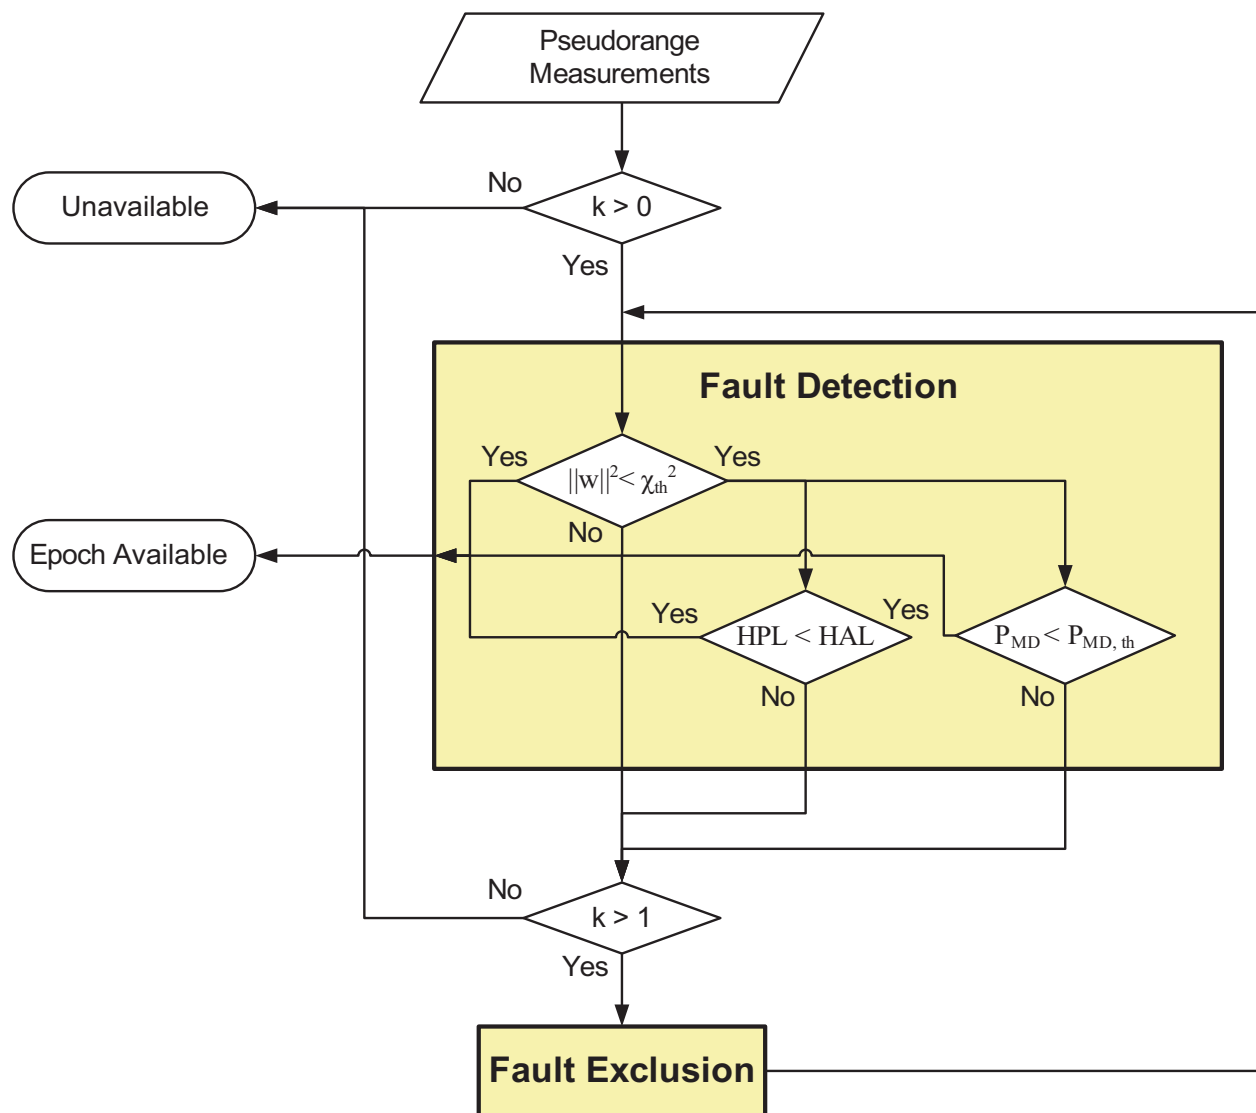 Pseudorange
Measurements
No
Unavailable
k > 0
Yes
Fault Detection
Yes
Yes
||w||²< χth²
No
Epoch Available
Yes
Yes
HPL < HAL
PMD< PMD, th
No
No
No
k > 1
Yes
Fault Exclusion